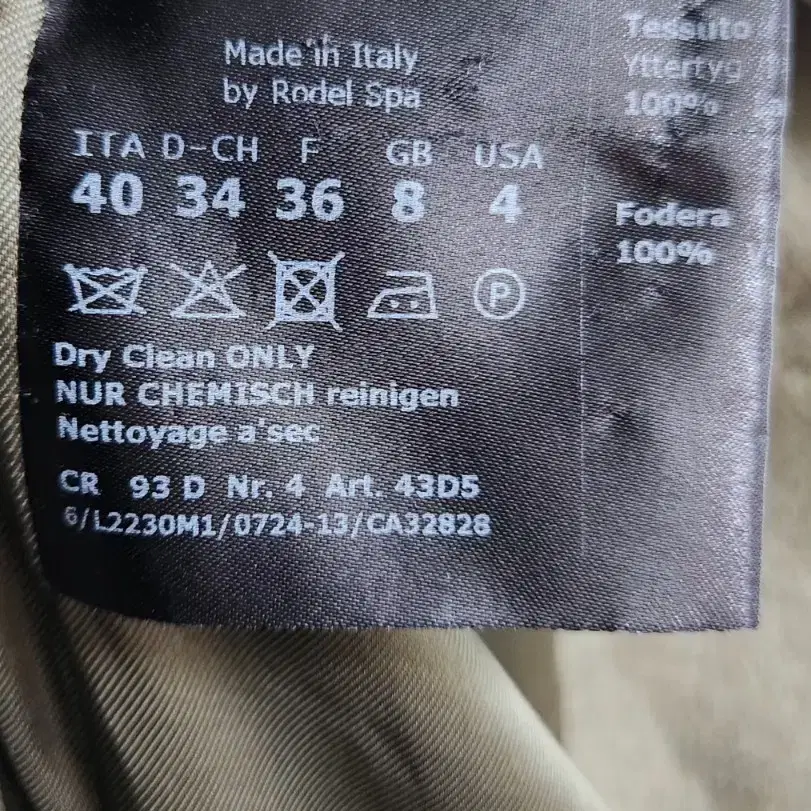 Made in Italy
by Rodel Spa
ITA D-CH F GB USA
40 34 36 8 4
P
Dry Clean ONLY
NUR CHEMISCH reinigen
Nettoyage a'sec
CR 93 D Nr. 4 Art. 43D5
6/L2230M1/0724-13/CA32828
Tessuto
Yttertyg
100%
Fodera
100%